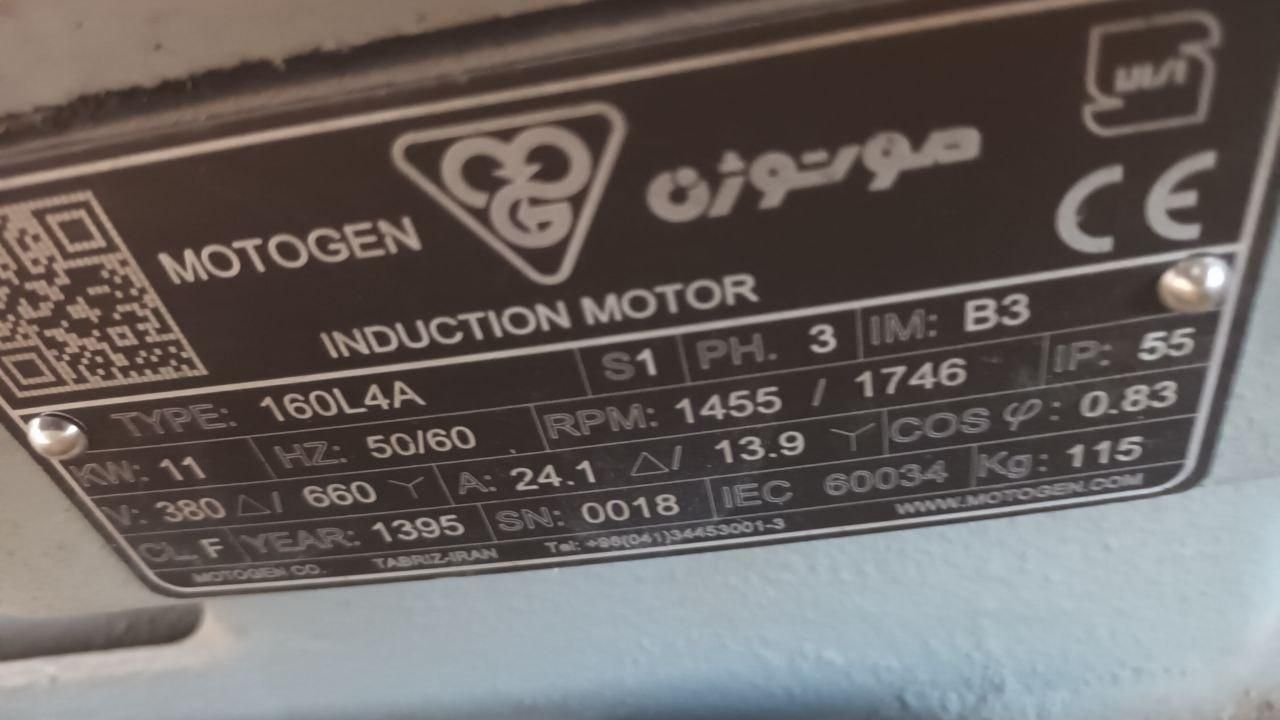 MOTOGEN موتوژن
CE
INDUCTION MOTOR
TYPE: 160L4A S1 PH. 3 IM: B3
KW: 11 HZ: 50/60 RPM: 1455 / 1746 IP: 55
V: 380 △/ 660 Y A: 24.1 △/ 13.9 Y COS φ: 0.83
CL F YEAR: 1395 SN: 0018 IEC 60034 Kg: 115
MOTOGEN CO. TABRIZ-IRAN Tel: +98(041)34453001-3 WWW.MOTOGEN.COM